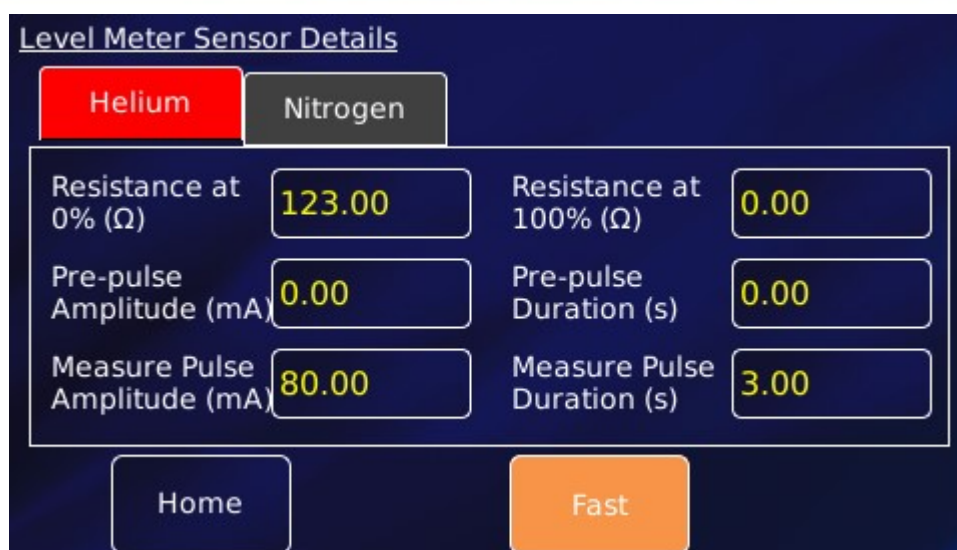 Level Meter Sensor Details
Helium
Nitrogen
Resistance at
0% (Ω)
123.00
Resistance at
100% (Ω)
0.00
Pre-pulse
Amplitude (mA)
0.00
Pre-pulse
Duration (s)
0.00
Measure Pulse
Amplitude (mA)
80.00
Measure Pulse
Duration (s)
3.00
Home
Fast